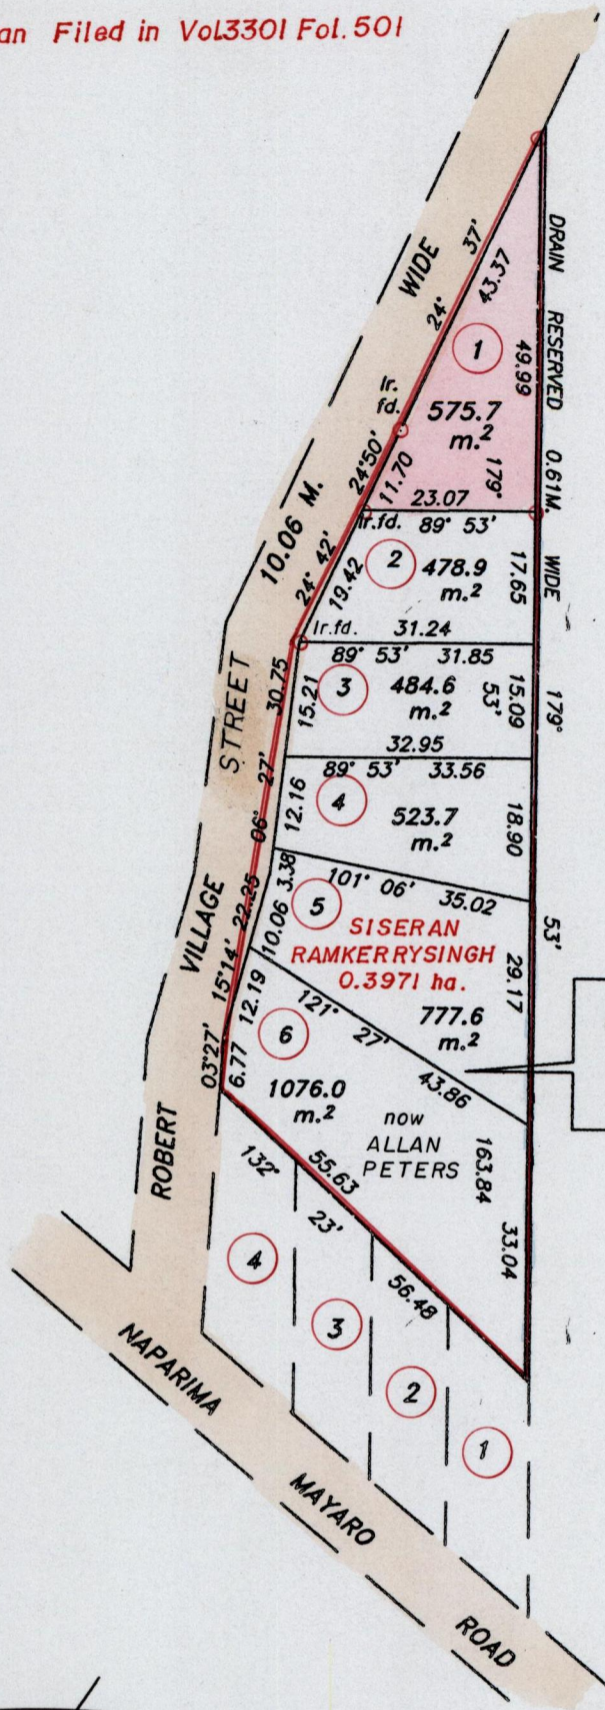 an Filed in Vol.3301 Fol. 501
WIDE
24° 37'
43.37
DRAIN RESERVED 0.61M. WIDE
1
49.99
Ir.
fd.
575.7
m.²
179°
24°50'
11.70
23.07
Ir.fd. 89° 53'
10.06 M.
24° 42'
19.42
2
478.9
m.²
17.65
Ir.fd. 31.24
89° 53' 31.85
STREET
30.75
15.21
3
484.6
m.²
53'
15.09
179°
32.95
89° 53' 33.56
06° 27'
12.16
4
523.7
m.²
18.90
3.38
101° 06' 35.02
VILLAGE
22.25
10.06
5
SISERAN
RAMKERRYSINGH
0.3971 ha.
53'
29.17
15°14'
12.19
121° 27'
777.6
m.²
6
43.86
03°27'
6.77
1076.0
m.²
now
ALLAN
PETERS
163.84
ROBERT
132° 23'
55.63
33.04
4
56.48
3
2
1
NAPARIMA
MAYARO
ROAD